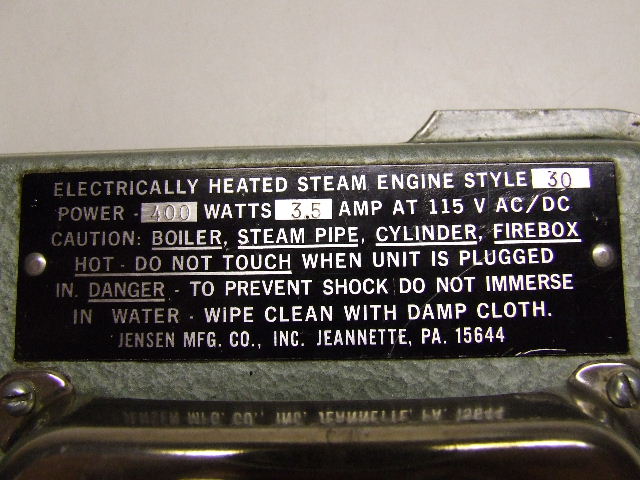 ELECTRICALLY HEATED STEAM ENGINE STYLE 30
POWER - 400 WATTS 3.5 AMP AT 115 V AC/DC
CAUTION: BOILER, STEAM PIPE, CYLINDER, FIREBOX
HOT - DO NOT TOUCH WHEN UNIT IS PLUGGED
IN. DANGER - TO PREVENT SHOCK DO NOT IMMERSE
IN WATER - WIPE CLEAN WITH DAMP CLOTH.
JENSEN MFG. CO., INC. JEANNETTE, PA. 15644